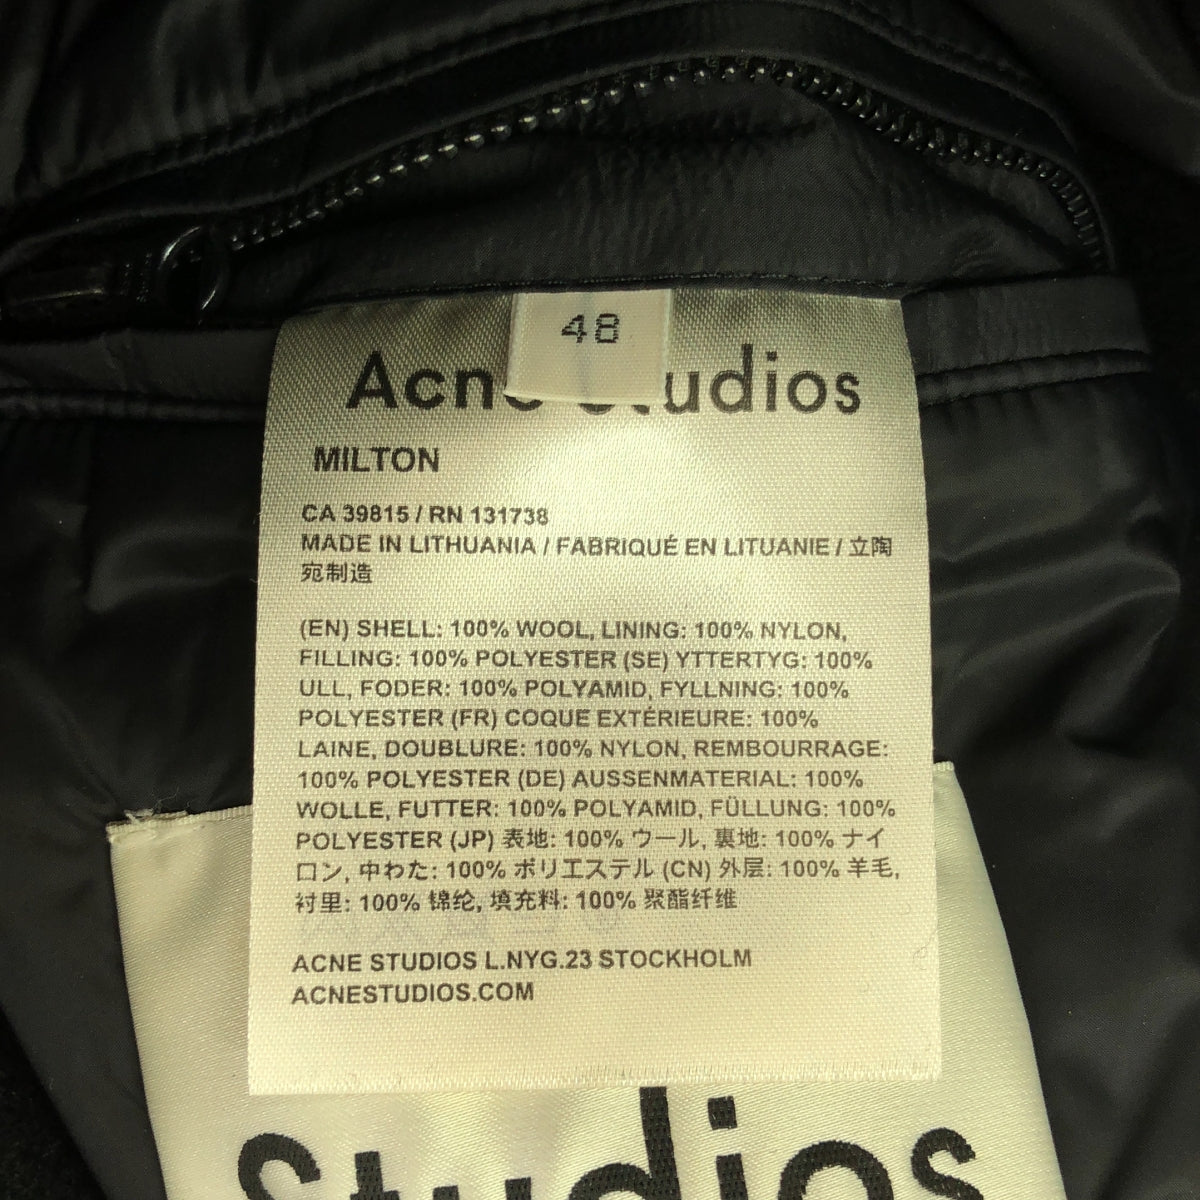 48
Acne Studios
MILTON
CA 39815 / RN 131738
MADE IN LITHUANIA / FABRIQUÉ EN LITUANIE / 立陶
宛制造
(EN) SHELL: 100% WOOL, LINING: 100% NYLON,
FILLING: 100% POLYESTER (SE) YTTERTYG: 100%
ULL, FODER: 100% POLYAMID, FYLLNING: 100%
POLYESTER (FR) COQUE EXTÉRIEURE: 100%
LAINE, DOUBLURE: 100% NYLON, REMBOURRAGE:
100% POLYESTER (DE) AUSSENMATERIAL: 100%
WOLLE, FUTTER: 100% POLYAMID, FÜLLUNG: 100%
POLYESTER (JP) 表地: 100% ウール, 裏地: 100% ナイ
ロン, 中わた: 100% ポリエステル (CN) 外层: 100% 羊毛,
衬里: 100% 锦纶, 填充料: 100% 聚酯纤维
ACNE STUDIOS L.NYG.23 STOCKHOLM
ACNESTUDIOS.COM
Studios